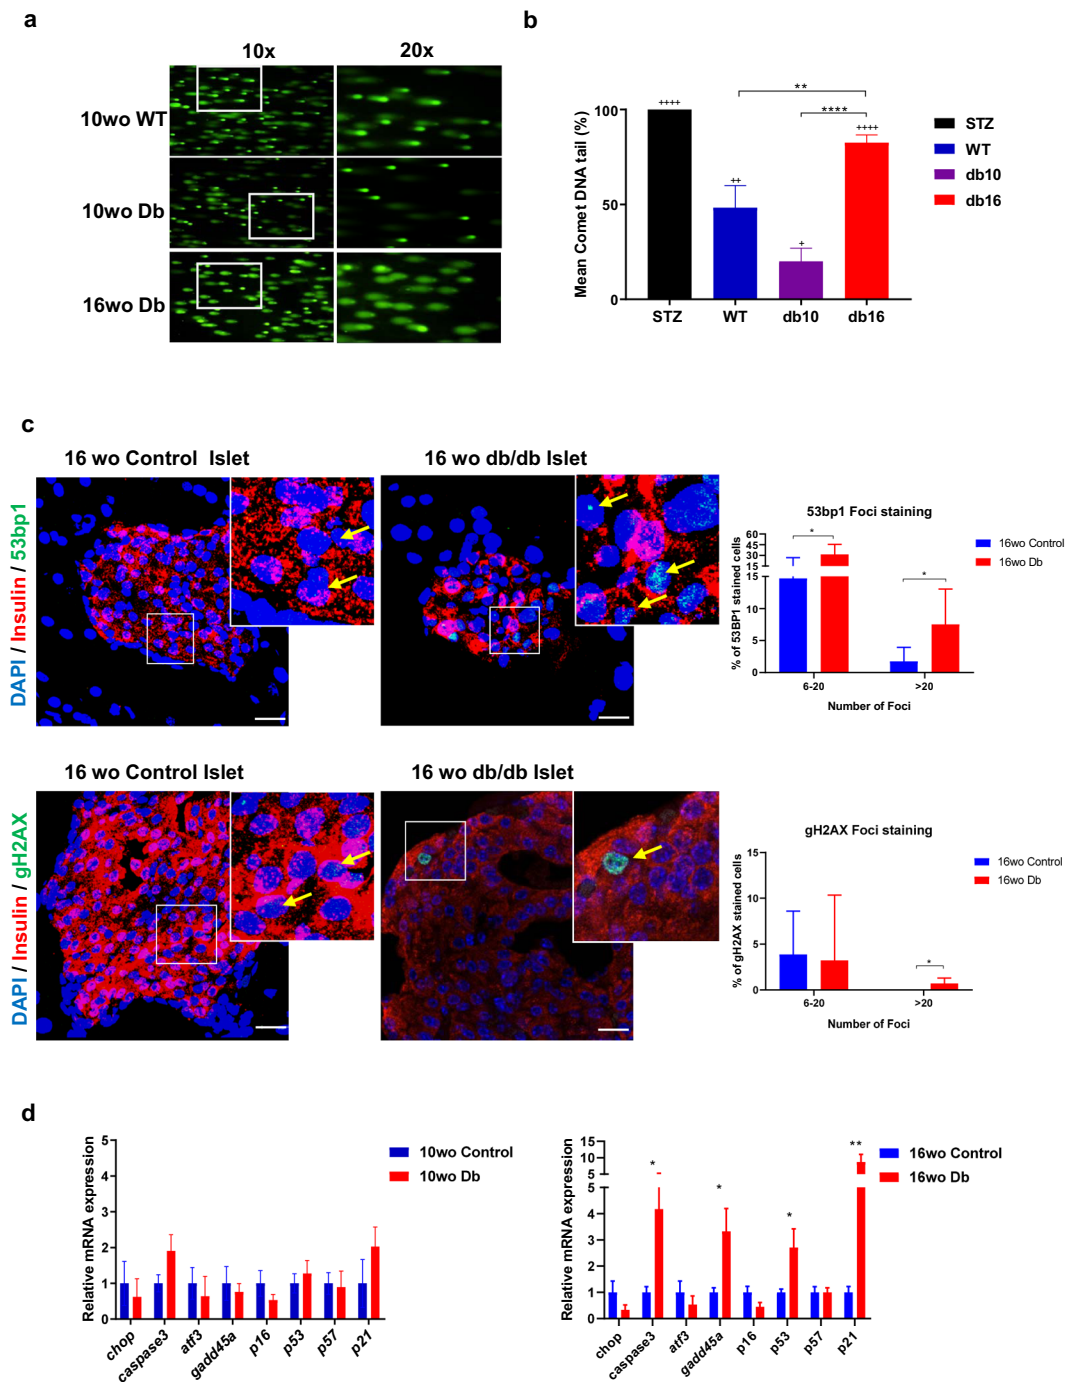 a
10x 20x
10wo WT
10wo Db
16wo Db
b
Mean Comet DNA tail (%)
100
50
0
++++
++
+
++++
**
****
STZ WT db10 db16
STZ
WT
db10
db16
c
16 wo Control Islet
16 wo db/db Islet
DAPI / Insulin / 53bp1
53bp1 Foci staining
% of 53BP1 stained cells
60
45
30
15
15
10
5
0
*
*
6-20 >20
Number of Foci
16wo Control
16wo Db
16 wo Control Islet
16 wo db/db Islet
DAPI / Insulin / gH2AX
gH2AX Foci staining
% of gH2AX stained cells
15
10
5
0
*
6-20 >20
Number of Foci
16wo Control
16wo Db
d
Relative mRNA expression
5
4
3
2
1
0
chop caspase3 atf3 gadd45a p16 p53 p57 p21
10wo Control
10wo Db
Relative mRNA expression
15
10
5
5
4
3
2
1
0
*
*
*
**
chop caspase3 atf3 gadd45a p16 p53 p57 p21
16wo Control
16wo Db